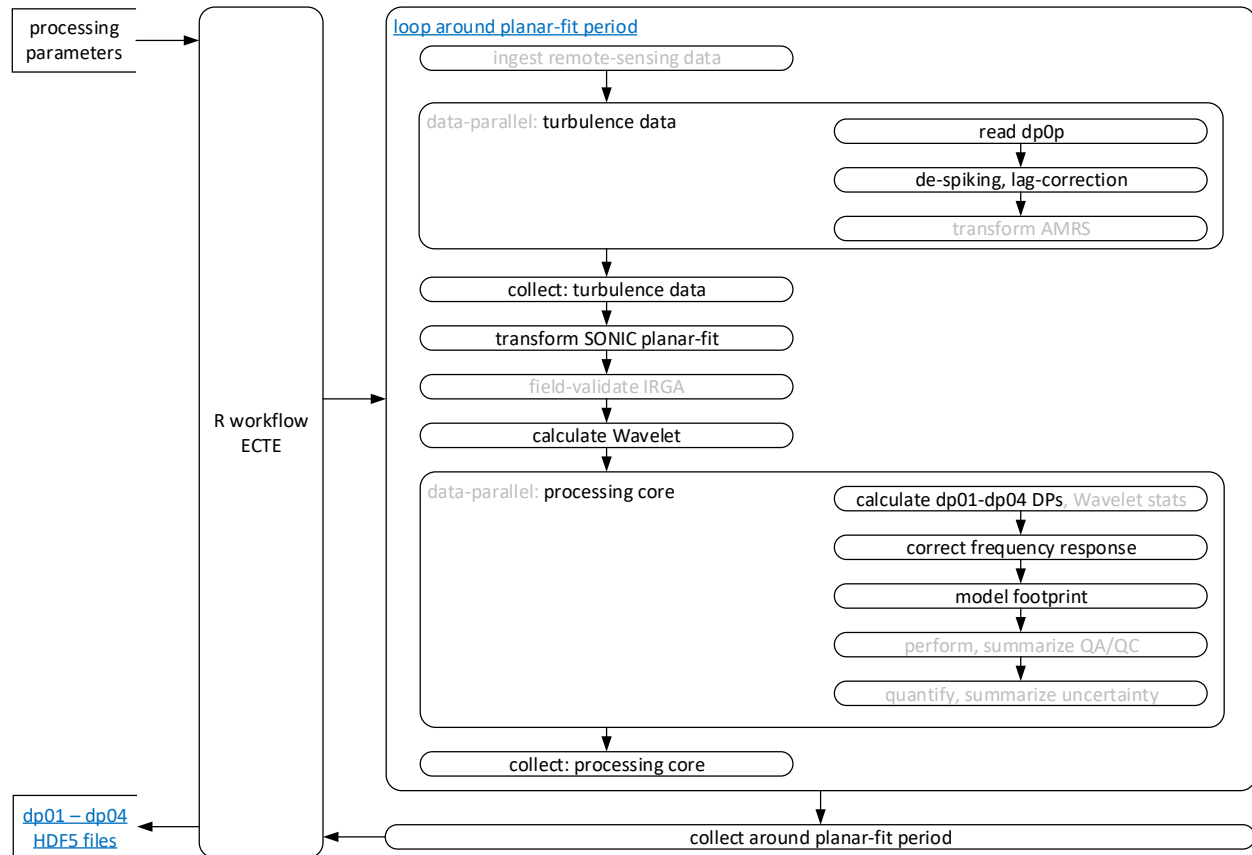 processing
parameters
R workflow
ECTE
dp01 – dp04
HDF5 files
loop around planar-fit period
ingest remote-sensing data
data-parallel: turbulence data
read dp0p
de-spiking, lag-correction
transform AMRS
collect: turbulence data
transform SONIC planar-fit
field-validate IRGA
calculate Wavelet
data-parallel: processing core
calculate dp01-dp04 DPs, Wavelet stats
correct frequency response
model footprint
perform, summarize QA/QC
quantify, summarize uncertainty
collect: processing core
collect around planar-fit period